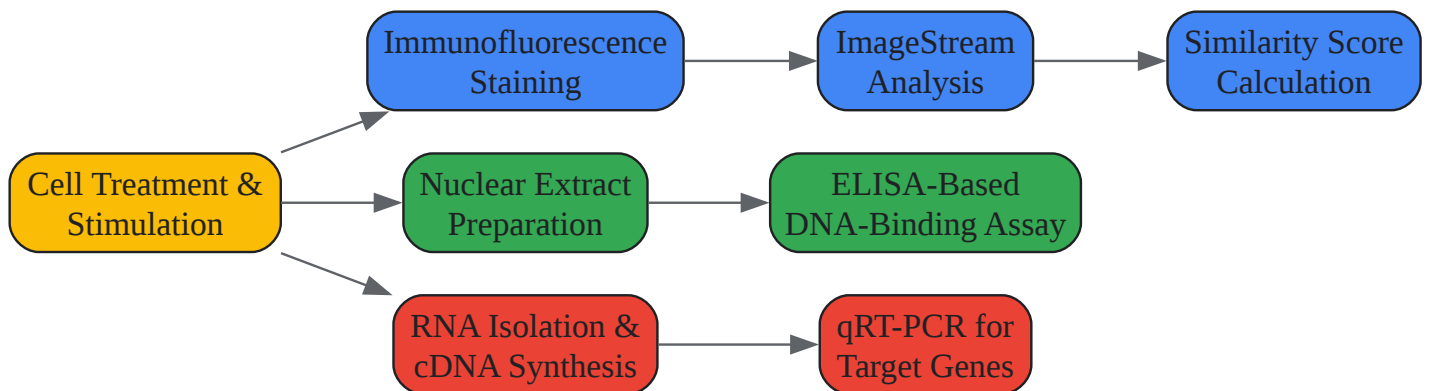 Immunofluorescence
Staining
ImageStream
Analysis
Similarity Score
Calculation
Cell Treatment &
Stimulation
Nuclear Extract
Preparation
ELISA-Based
DNA-Binding Assay
RNA Isolation &
cDNA Synthesis
qRT-PCR for
Target Genes